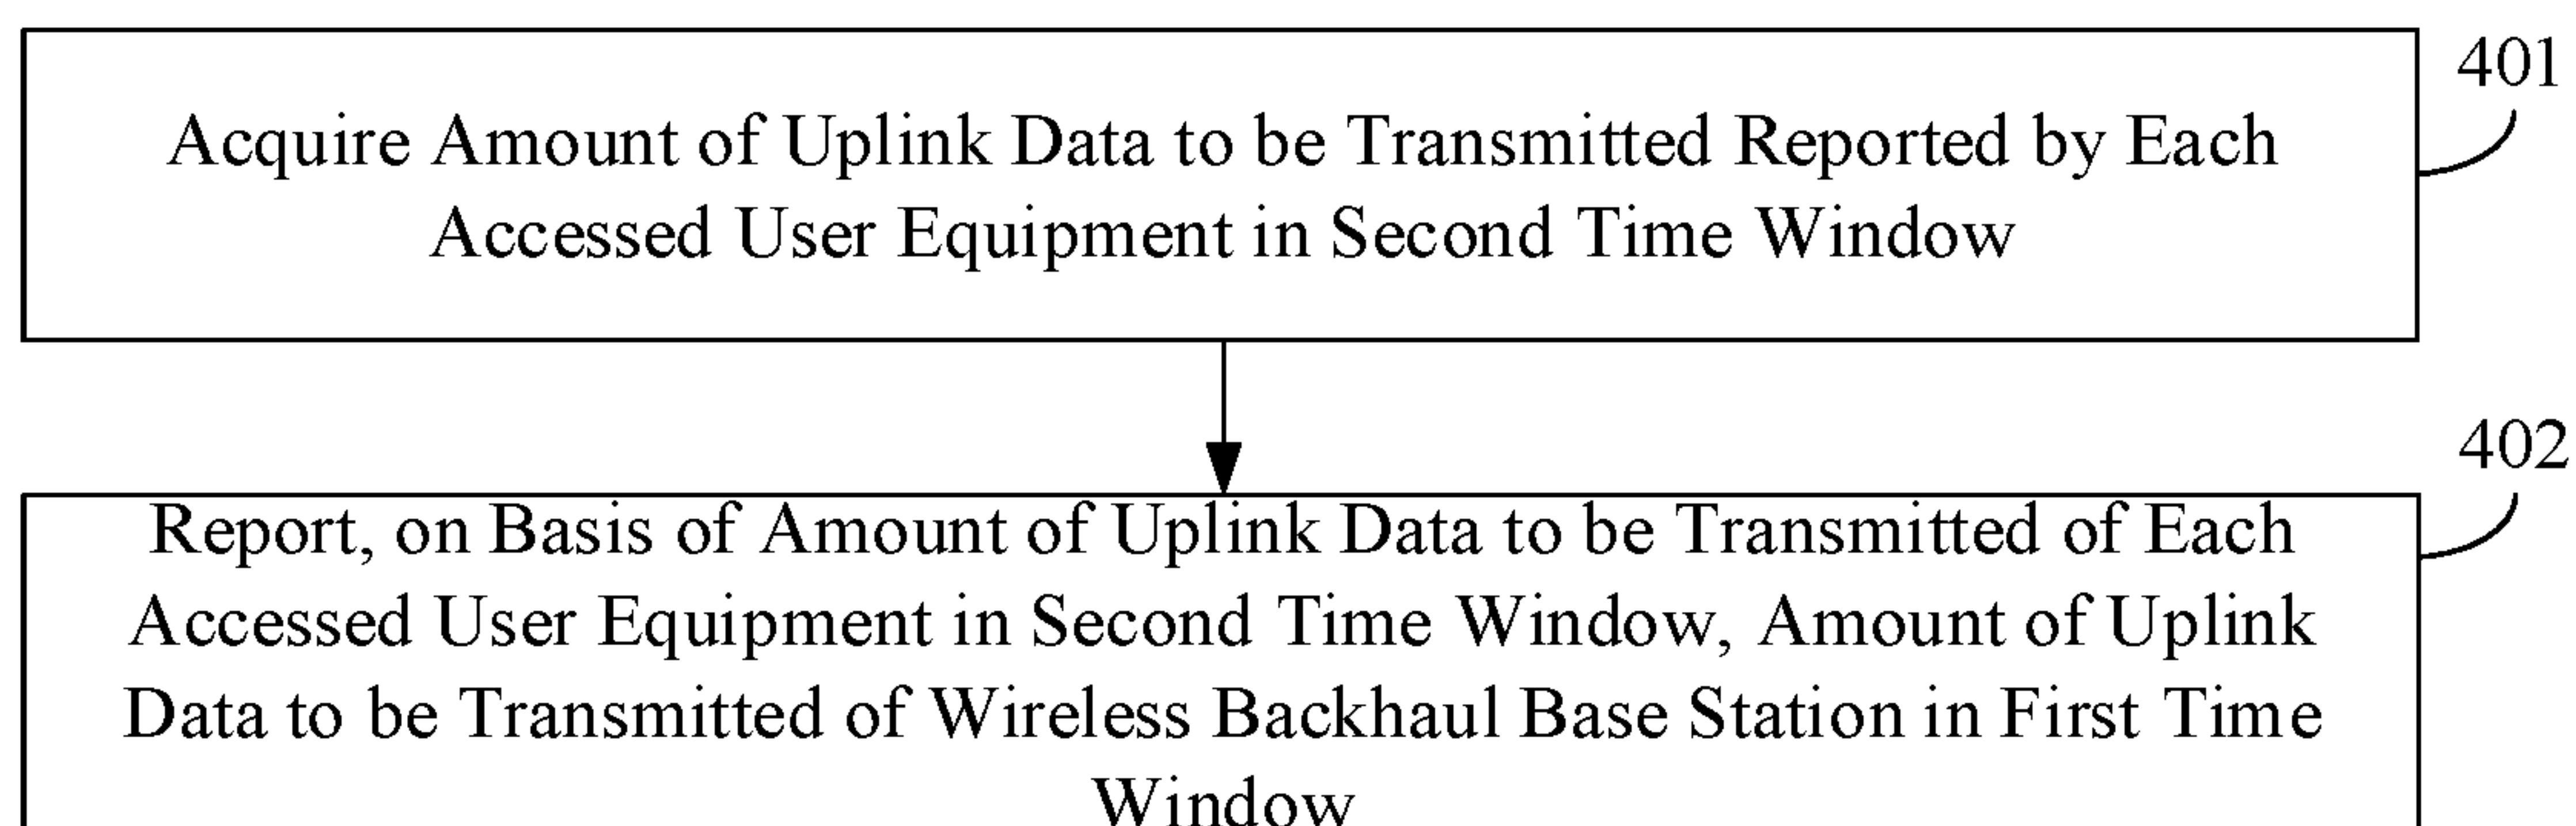 401
Acquire Amount of Uplink Data to be Transmitted Reported by Each
Accessed User Equipment in Second Time Window
402
Report, on Basis of Amount of Uplink Data to be Transmitted of Each
Accessed User Equipment in Second Time Window, Amount of Uplink
Data to be Transmitted of Wireless Backhaul Base Station in First Time
Window